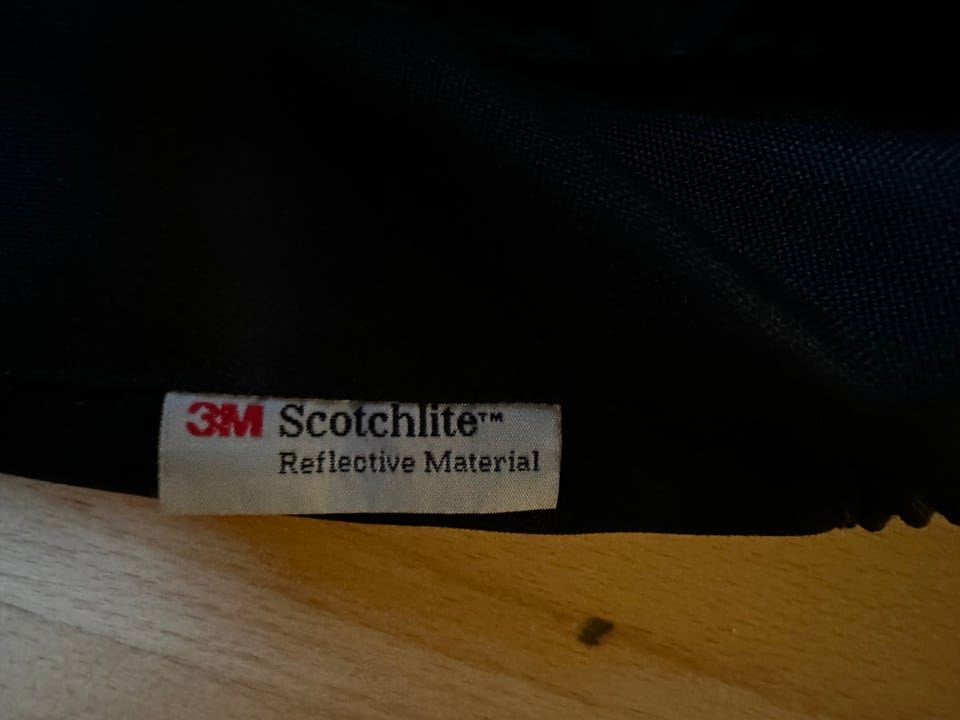 3M Scotchlite™
Reflective Material